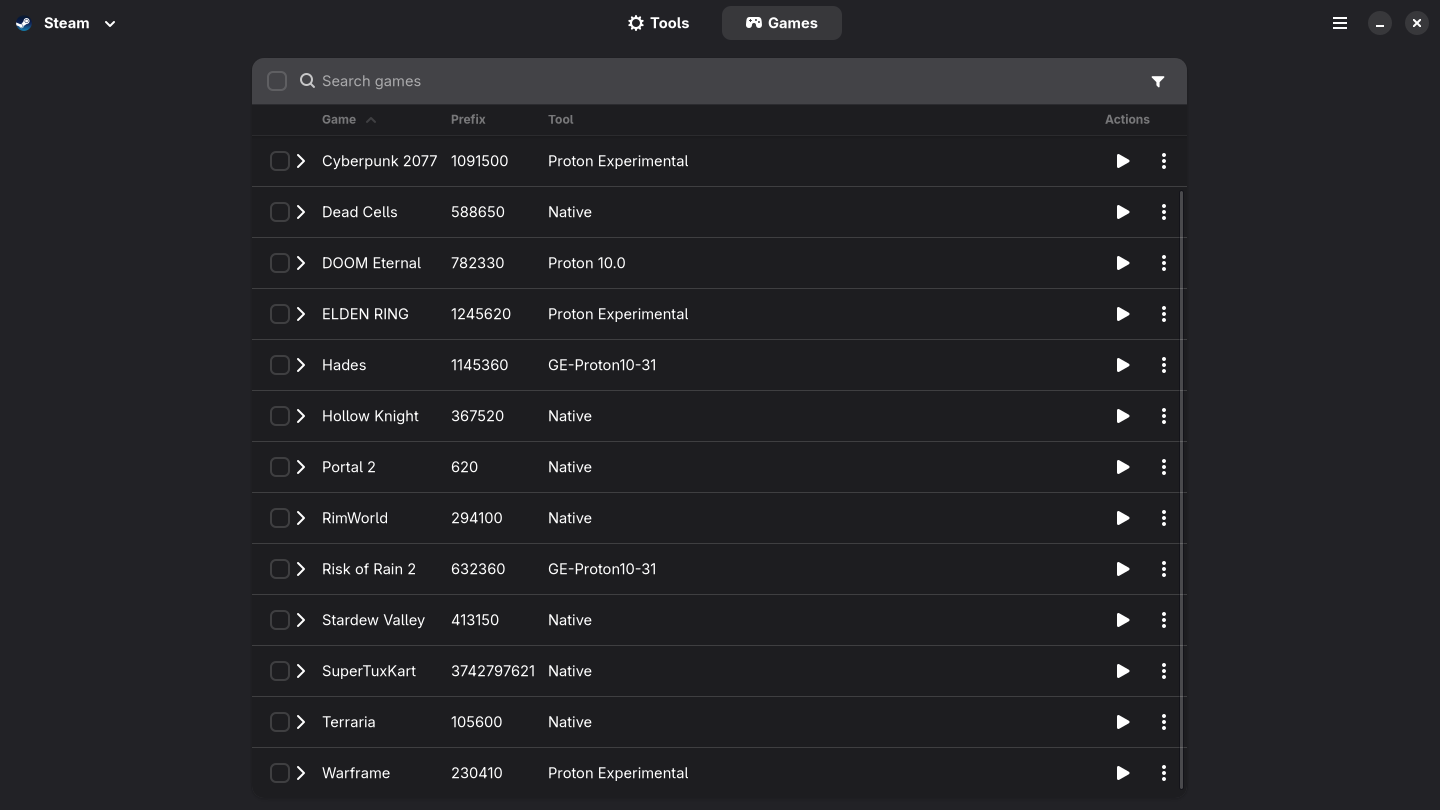 Steam Tools Games
Search games
Game Prefix Tool Actions
Cyberpunk 2077 1091500 Proton Experimental
Dead Cells 588650 Native
DOOM Eternal 782330 Proton 10.0
ELDEN RING 1245620 Proton Experimental
Hades 1145360 GE-Proton10-31
Hollow Knight 367520 Native
Portal 2 620 Native
RimWorld 294100 Native
Risk of Rain 2 632360 GE-Proton10-31
Stardew Valley 413150 Native
SuperTuxKart 3742797621 Native
Terraria 105600 Native
Warframe 230410 Proton Experimental